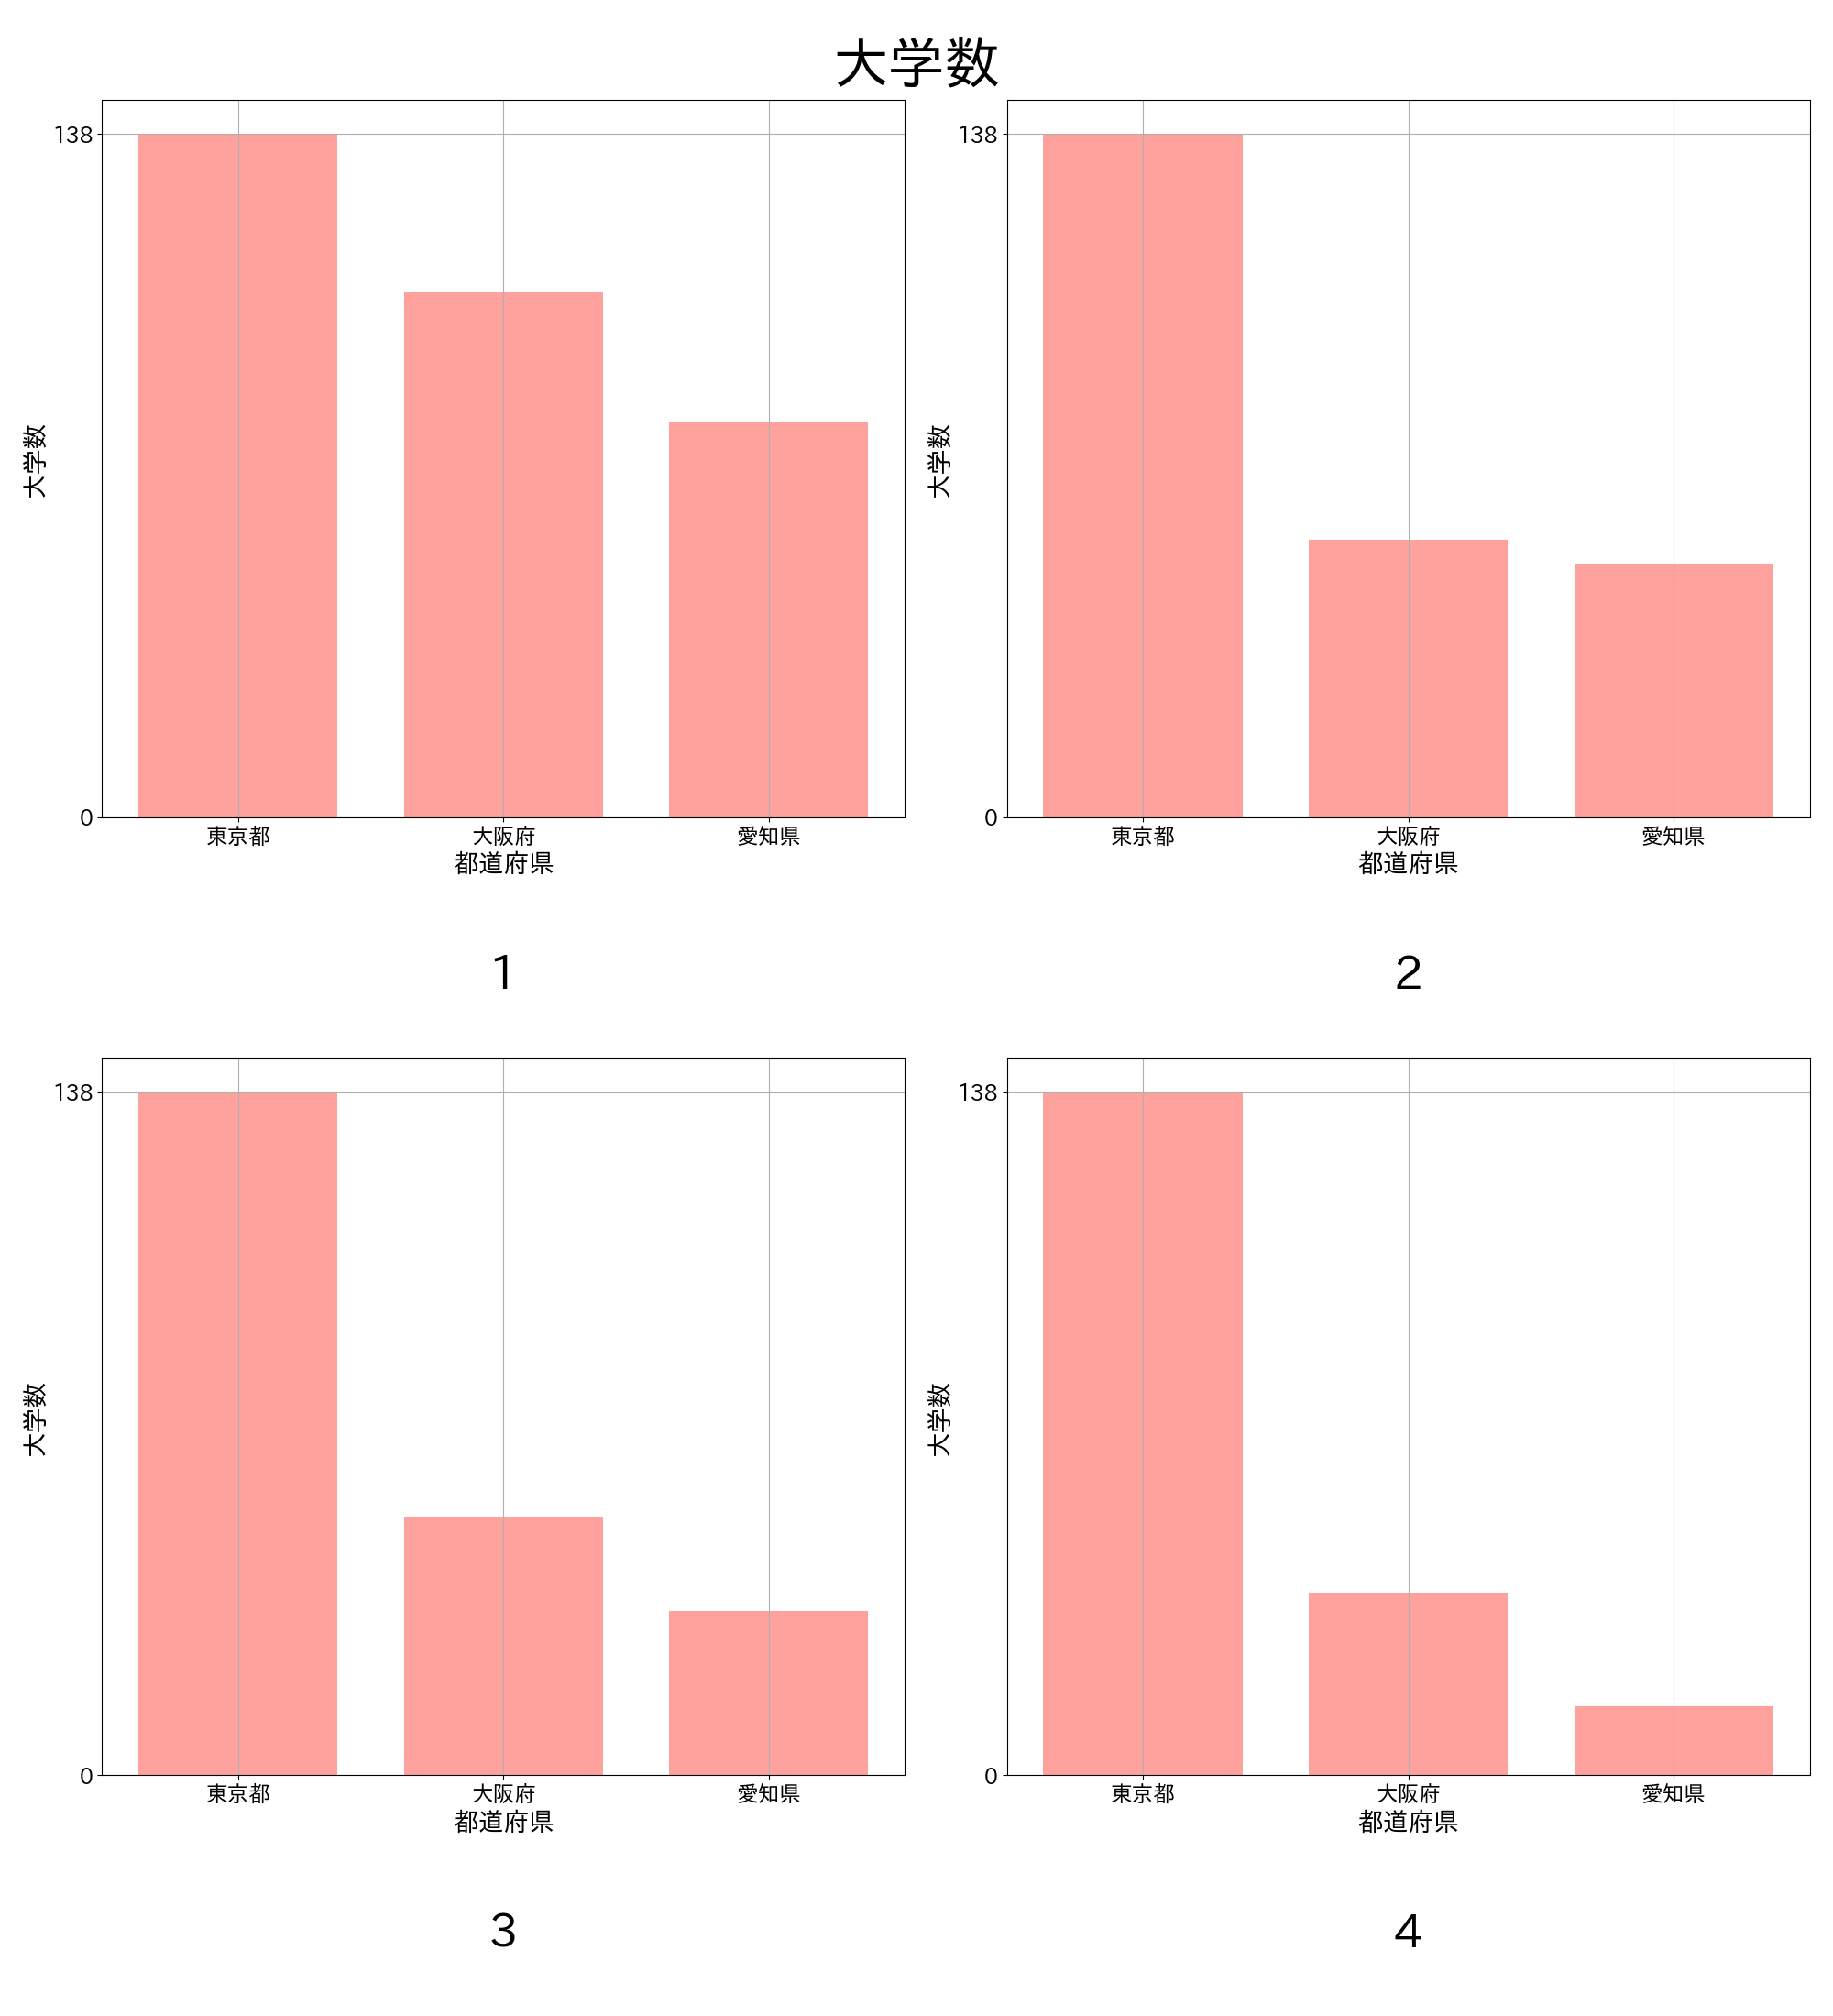 大学数
138
0
大学数
東京都 大阪府 愛知県
都道府県
1
138
0
大学数
東京都 大阪府 愛知県
都道府県
2
138
0
大学数
東京都 大阪府 愛知県
都道府県
3
138
0
大学数
東京都 大阪府 愛知県
都道府県
4